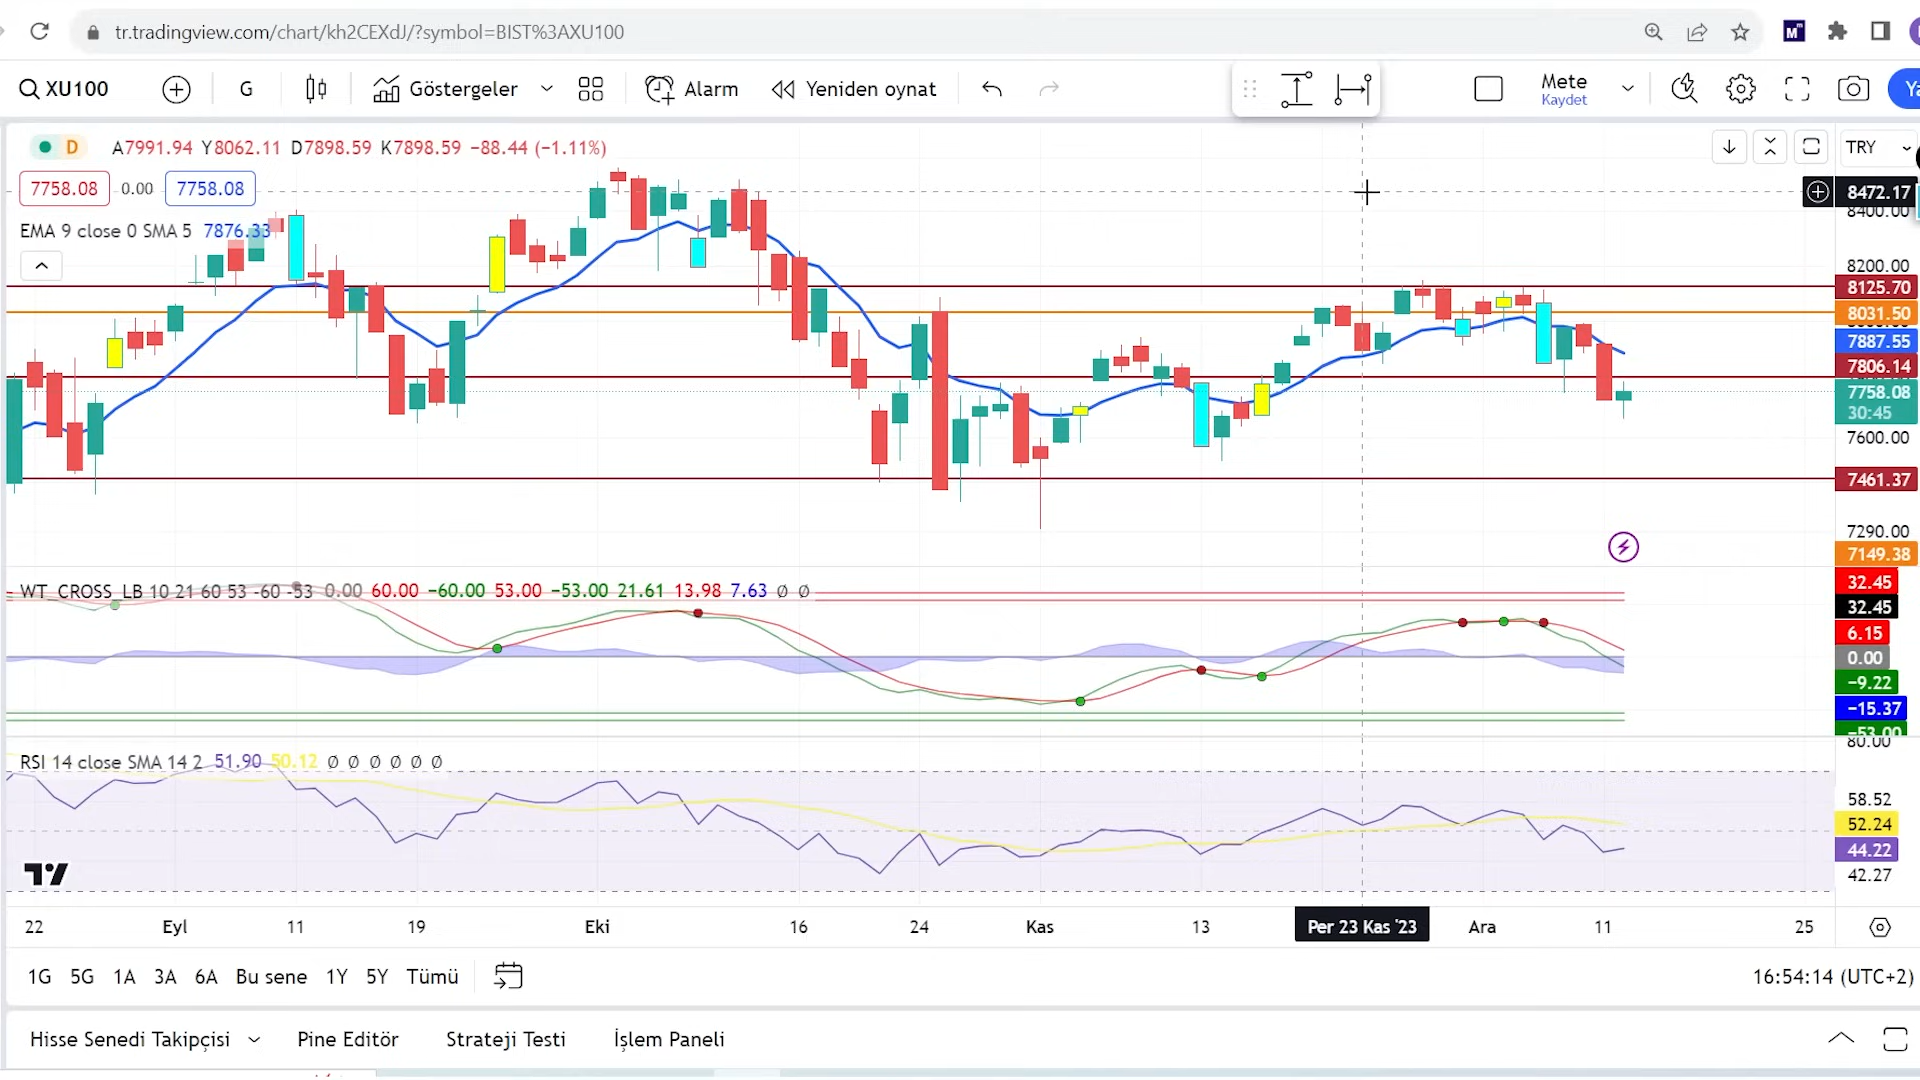 tr.tradingview.com/chart/kh2CEXdJ/?symbol=BIST%3AXU100
XU100 G Göstergeler Alarm Yeniden oynat Mete
Kaydet
D A7991.94 Y8062.11 D7898.59 K7898.59 −88.44 (−1.11%) TRY
7758.08 0.00 7758.08
8472.17
8400.00
EMA 9 close 0 SMA 5 7876.33
8200.00
8125.70
8031.50
7887.55
7806.14
7758.08
30:45
7600.00
7461.37
7290.00
7149.38
WT_CROSS_LB 10 21 60 53 -60 -53 0.00 60.00 −60.00 53.00 −53.00 21.61 13.98 7.63 Ø Ø
32.45
32.45
6.15
0.00
−9.22
−15.37
−53.00
80.00
RSI 14 close SMA 14 2 51.90 50.12 Ø Ø Ø Ø Ø Ø
58.52
52.24
44.22
42.27
22 Eyl 11 19 Eki 16 24 Kas 13 Per 23 Kas '23 Ara 11 25
1G 5G 1A 3A 6A Bu sene 1Y 5Y Tümü 16:54:14 (UTC+2)
Hisse Senedi Takipçisi Pine Editör Strateji Testi İşlem Paneli